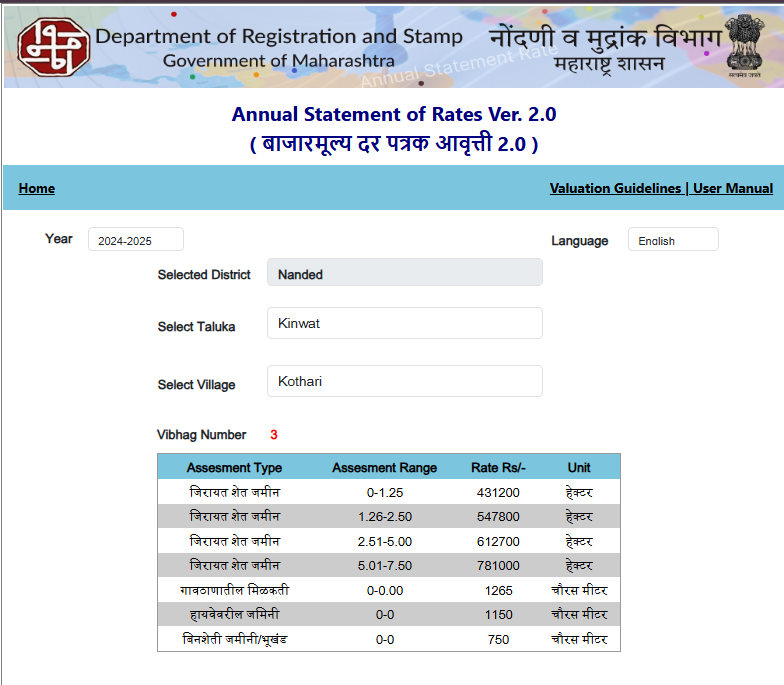 Department of Registration and Stamp
Government of Maharashtra
नोंदणी व मुद्रांक विभाग
महाराष्ट्र शासन
Annual Statement Rate
सत्यमेव जयते
Annual Statement of Rates Ver. 2.0
( बाजारमूल्य दर पत्रक आवृत्ती 2.0 )
Home Valuation Guidelines | User Manual
Year 2024-2025 Language English
Selected District Nanded
Select Taluka Kinwat
Select Village Kothari
Vibhag Number 3
Assesment Type Assesment Range Rate Rs/- Unit
जिरायत शेत जमीन 0-1.25 431200 हेक्टर
जिरायत शेत जमीन 1.26-2.50 547800 हेक्टर
जिरायत शेत जमीन 2.51-5.00 612700 हेक्टर
जिरायत शेत जमीन 5.01-7.50 781000 हेक्टर
गावठाणातील मिळकती 0-0.00 1265 चौरस मीटर
हायवेवरील जमिनी 0-0 1150 चौरस मीटर
बिनशेती जमीनी/भूखंड 0-0 750 चौरस मीटर